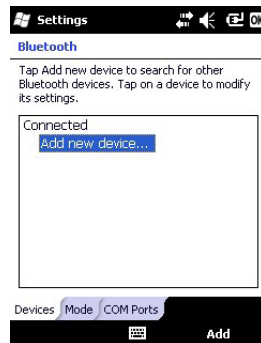 Settings
Bluetooth
Tap Add new device to search for other
Bluetooth devices. Tap on a device to modify
its settings.
Connected
Add new device...
Devices Mode COM Ports
Add